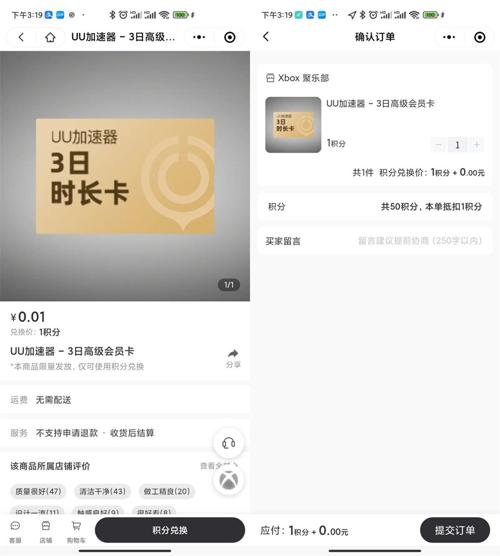 下午3:19
UU加速器 – 3日高级...
UU加速器
3日
时长卡
1/1
¥0.01
兑换价: 1积分
UU加速器 – 3日高级会员卡
*本商品限量发放，仅可使用积分兑换
分享
运费 无需配送
服务 不支持申请退款 · 收货后结算
该商品所属店铺评价
查看全
质量很好(47) 清洁干净(43) 做工精良(20)
设计一流(11) 触感良好(9) 很好看(8)
客服
店铺
购物车
积分兑换
下午3:19
确认订单
Xbox 聚乐部
UU加速器
3日
时长卡
UU加速器 – 3日高级会员卡
1积分
1
共1件 积分兑换价: 1积分 + 0.00元
积分 共50积分，本单抵扣1积分
买家留言 留言建议提前协商 (250字以内)
应付: 1积分 + 0.00元
提交订单